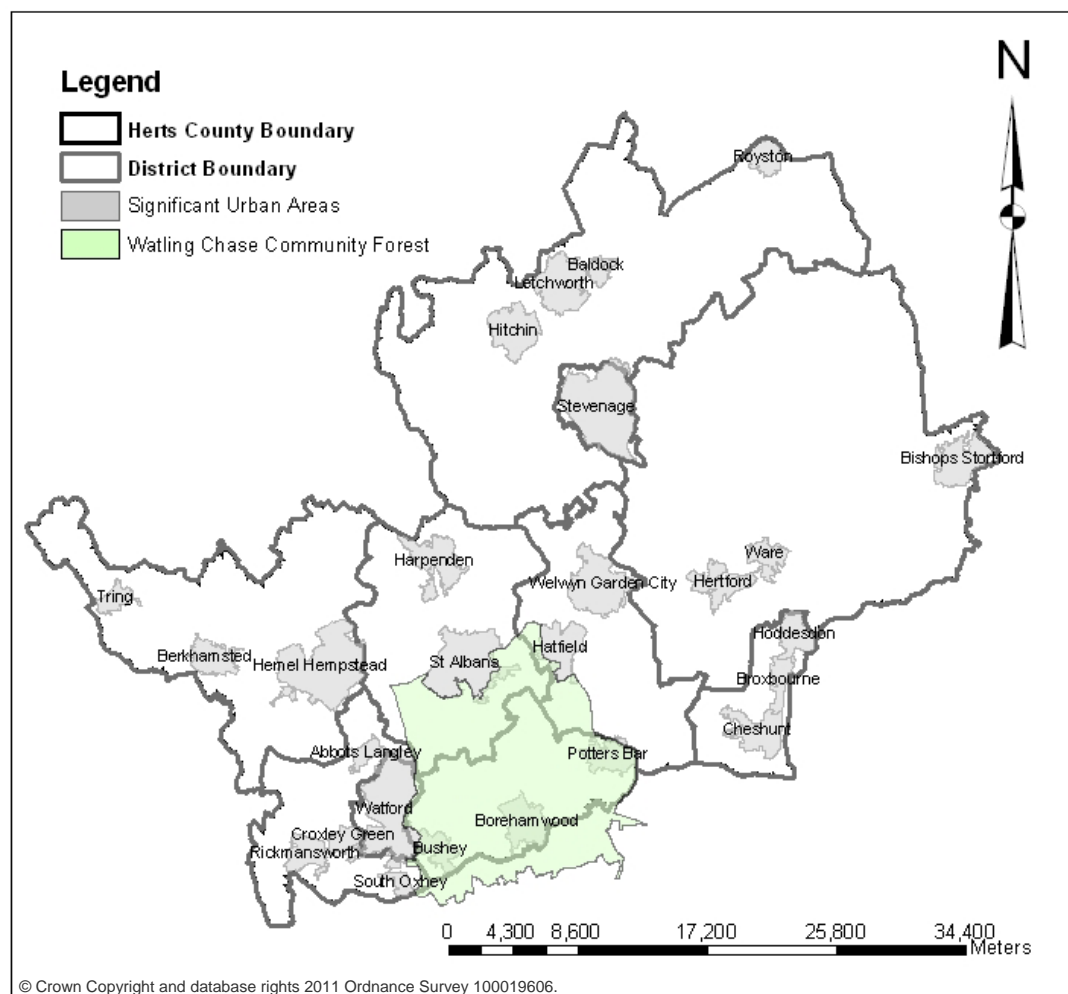 N
Legend
Herts County Boundary
District Boundary
Significant Urban Areas
Watling Chase Community Forest
Royston
Baldock
Letchworth
Hitchin
Stevenage
Bishops Stortford
Harpenden
Ware
Welwyn Garden City
Hertford
Tring
Hoddesdon
Berkhamsted
Hemel Hempstead
St Albans
Hatfield
Broxbourne
Cheshunt
Abbots Langley
Potters Bar
Watford
Borehamwood
Croxley Green
Bushey
Rickmansworth
South Oxhey
0 4,300 8,600 17,200 25,800 34,400
Meters
© Crown Copyright and database rights 2011 Ordnance Survey 100019606.